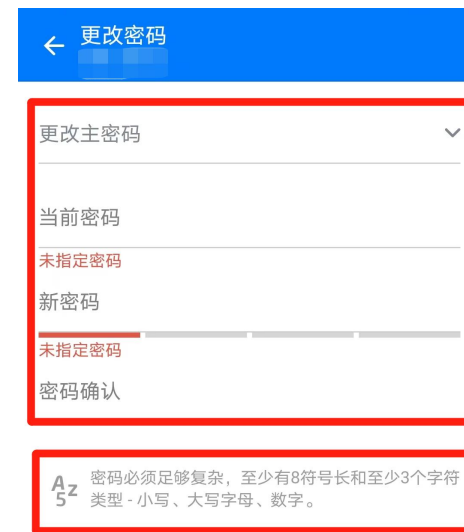 更改密码
更改主密码
当前密码
未指定密码
新密码
未指定密码
密码确认
密码必须足够复杂，至少有8符号长和至少3个字符
类型 - 小写、大写字母、数字。